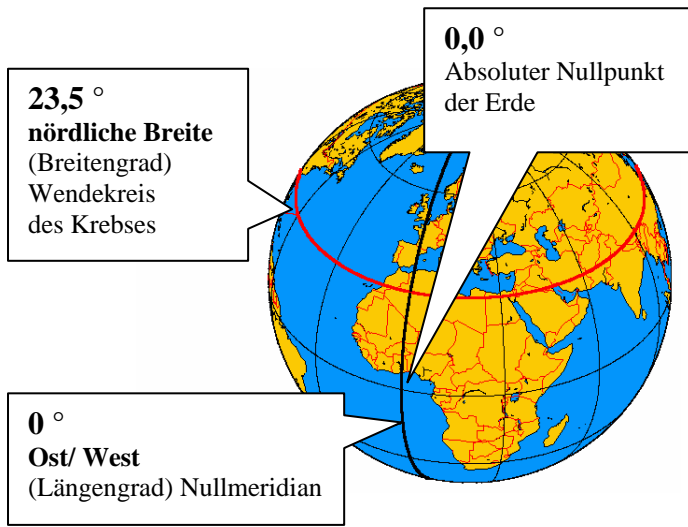 0,0 °
Absoluter Nullpunkt
der Erde
23,5 °
nördliche Breite
(Breitengrad)
Wendekreis
des Krebses
0 °
Ost/ West
(Längengrad) Nullmeridian